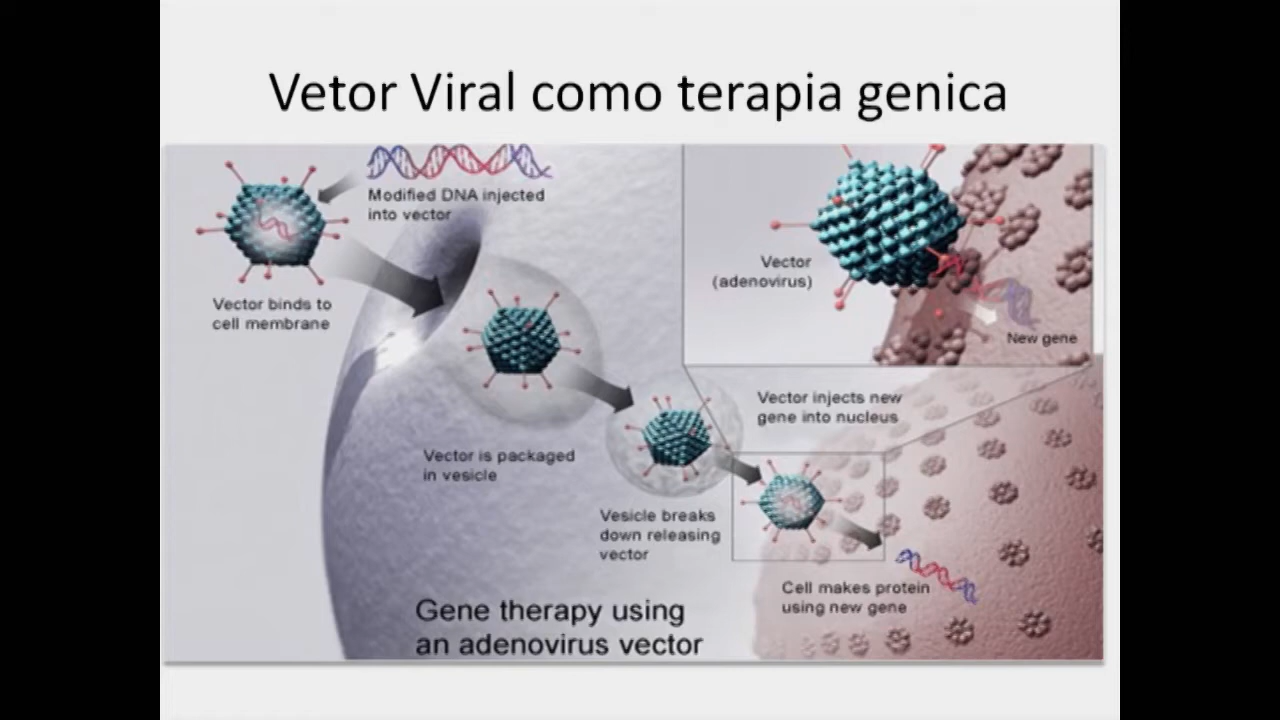 Vetor Viral como terapia genica
Modified DNA injected
into vector
Vector binds to
cell membrane
Vector
(adenovirus)
New gene
Vector injects new
gene into nucleus
Vector is packaged
in vesicle
Vesicle breaks
down releasing
vector
Cell makes protein
using new gene
Gene therapy using
an adenovirus vector